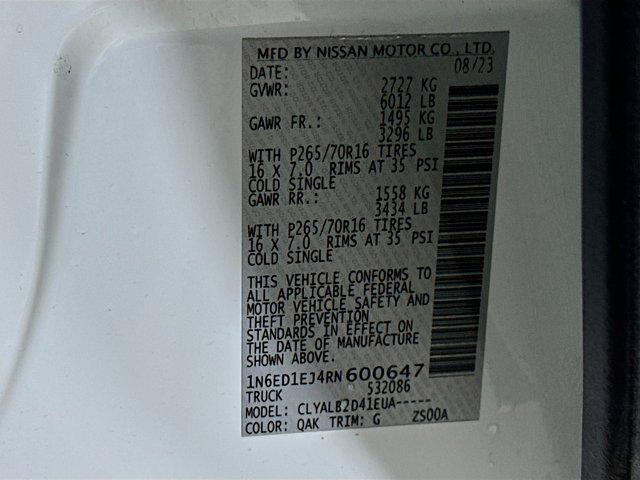 MFD BY NISSAN MOTOR CO., LTD.
DATE: 08/23
GVWR: 2727 KG
6012 LB
GAWR FR.: 1495 KG
3296 LB
WITH P265/70R16 TIRES
16 X 7.0 RIMS AT 35 PSI
COLD SINGLE
GAWR RR.: 1558 KG
3434 LB
WITH P265/70R16 TIRES
16 X 7.0 RIMS AT 35 PSI
COLD SINGLE
THIS VEHICLE CONFORMS TO
ALL APPLICABLE FEDERAL
MOTOR VEHICLE SAFETY AND
THEFT PREVENTION
STANDARDS IN EFFECT ON
THE DATE OF MANUFACTURE
SHOWN ABOVE.
1N6ED1EJ4RN600647
TRUCK 532086
MODEL: CLYALB2D41EUA-----
COLOR: QAK TRIM: G ZS00A